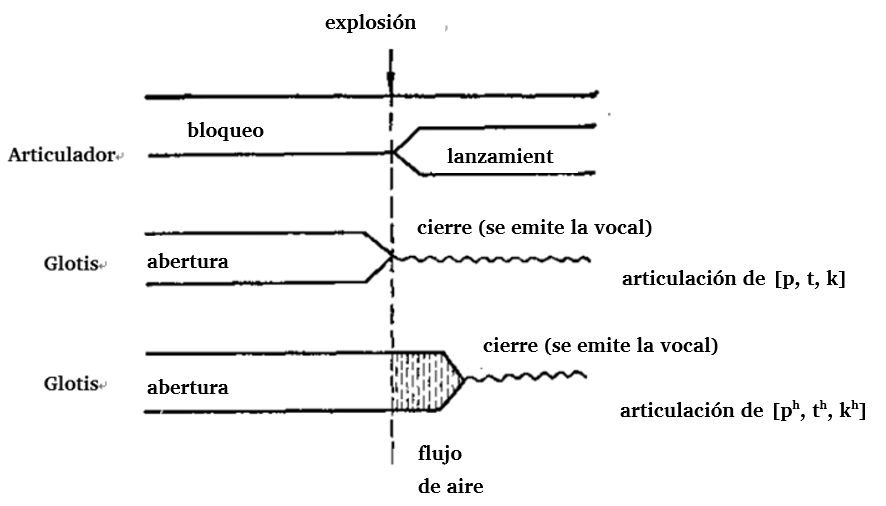 explosión
bloqueo
Articulador
lanzamient
cierre (se emite la vocal)
Glotis
abertura
articulación de [p, t, k]
cierre (se emite la vocal)
Glotis
abertura
articulación de [pʰ, tʰ, kʰ]
flujo
de aire